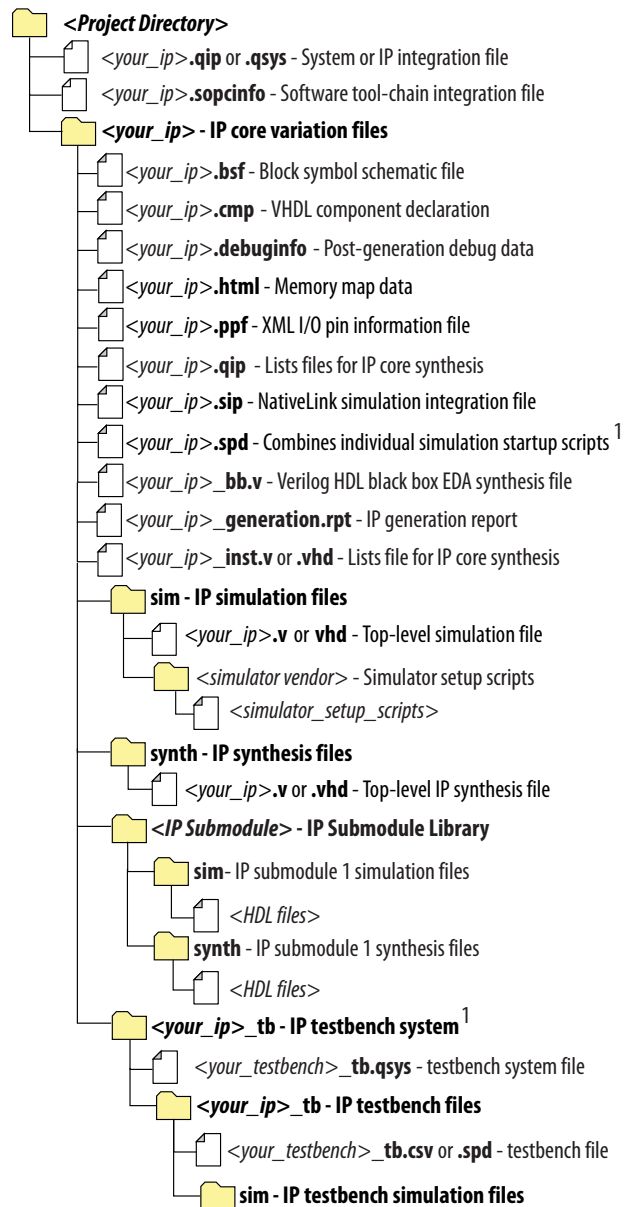 <Project Directory>
<your_ip>.qip or .qsys - System or IP integration file
<your_ip>.sopcinfo - Software tool-chain integration file
<your_ip> - IP core variation files
<your_ip>.bsf - Block symbol schematic file
<your_ip>.cmp - VHDL component declaration
<your_ip>.debuginfo - Post-generation debug data
<your_ip>.html - Memory map data
<your_ip>.ppf - XML I/O pin information file
<your_ip>.qip - Lists files for IP core synthesis
<your_ip>.sip - NativeLink simulation integration file
<your_ip>.spd - Combines individual simulation startup scripts 1
<your_ip>_bb.v - Verilog HDL black box EDA synthesis file
<your_ip>_generation.rpt - IP generation report
<your_ip>_inst.v or .vhd - Lists file for IP core synthesis
sim - IP simulation files
<your_ip>.v or vhd - Top-level simulation file
<simulator vendor> - Simulator setup scripts
<simulator_setup_scripts>
synth - IP synthesis files
<your_ip>.v or .vhd - Top-level IP synthesis file
<IP Submodule> - IP Submodule Library
sim- IP submodule 1 simulation files
<HDL files>
synth - IP submodule 1 synthesis files
<HDL files>
<your_ip>_tb - IP testbench system 1
<your_testbench>_tb.qsys - testbench system file
<your_ip>_tb - IP testbench files
<your_testbench>_tb.csv or .spd - testbench file
sim - IP testbench simulation files